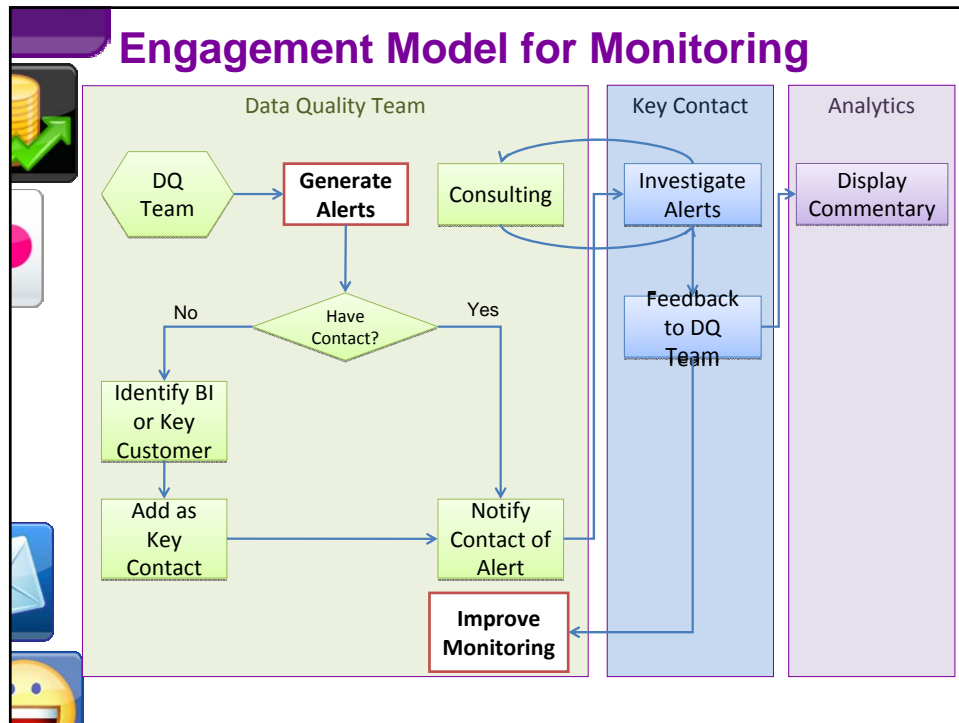 Engagement Model for Monitoring
Data Quality Team
Key Contact
Analytics
DQ
Team
Generate
Alerts
Consulting
Investigate
Alerts
Display
Commentary
Have
Contact?
No
Yes
Feedback
to DQ
Team
Identify BI
or Key
Customer
Add as
Key
Contact
Notify
Contact of
Alert
Improve
Monitoring